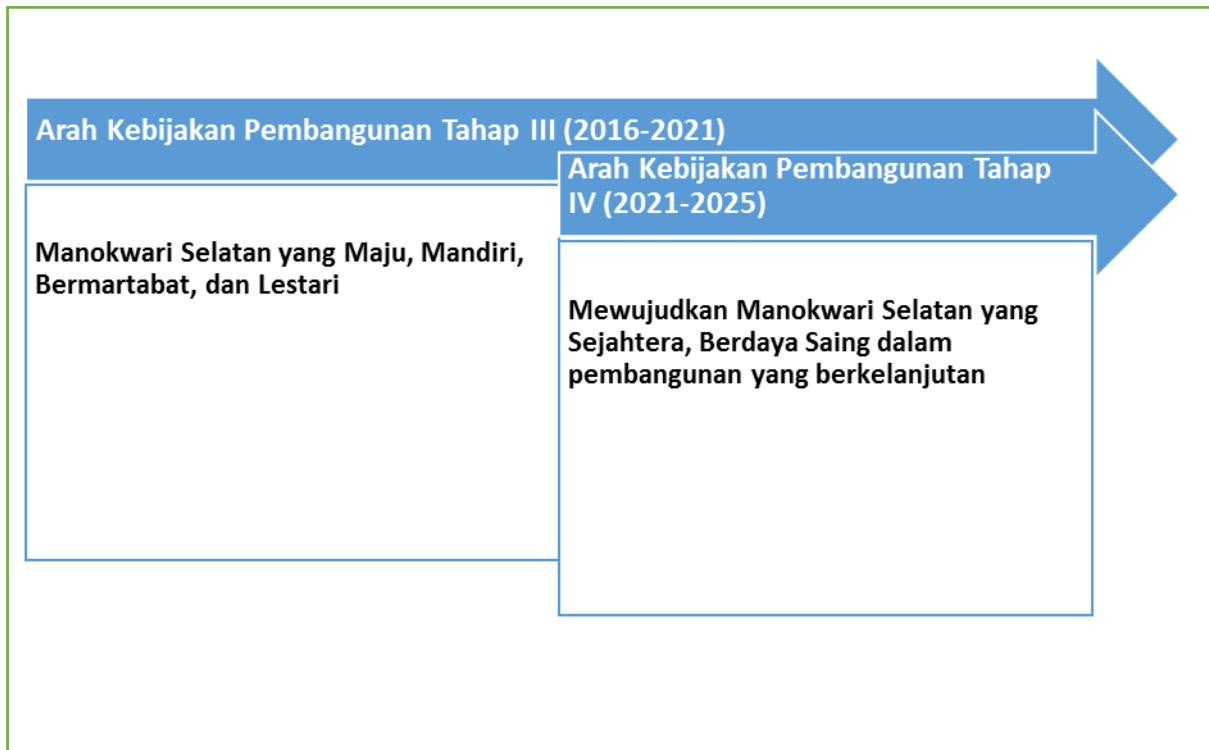 Arah Kebijakan Pembangunan Tahap III (2016-2021)
Manokwari Selatan yang Maju, Mandiri,
Bermartabat, dan Lestari
Arah Kebijakan Pembangunan Tahap
IV (2021-2025)
Mewujudkan Manokwari Selatan yang
Sejahtera, Berdaya Saing dalam
pembangunan yang berkelanjutan